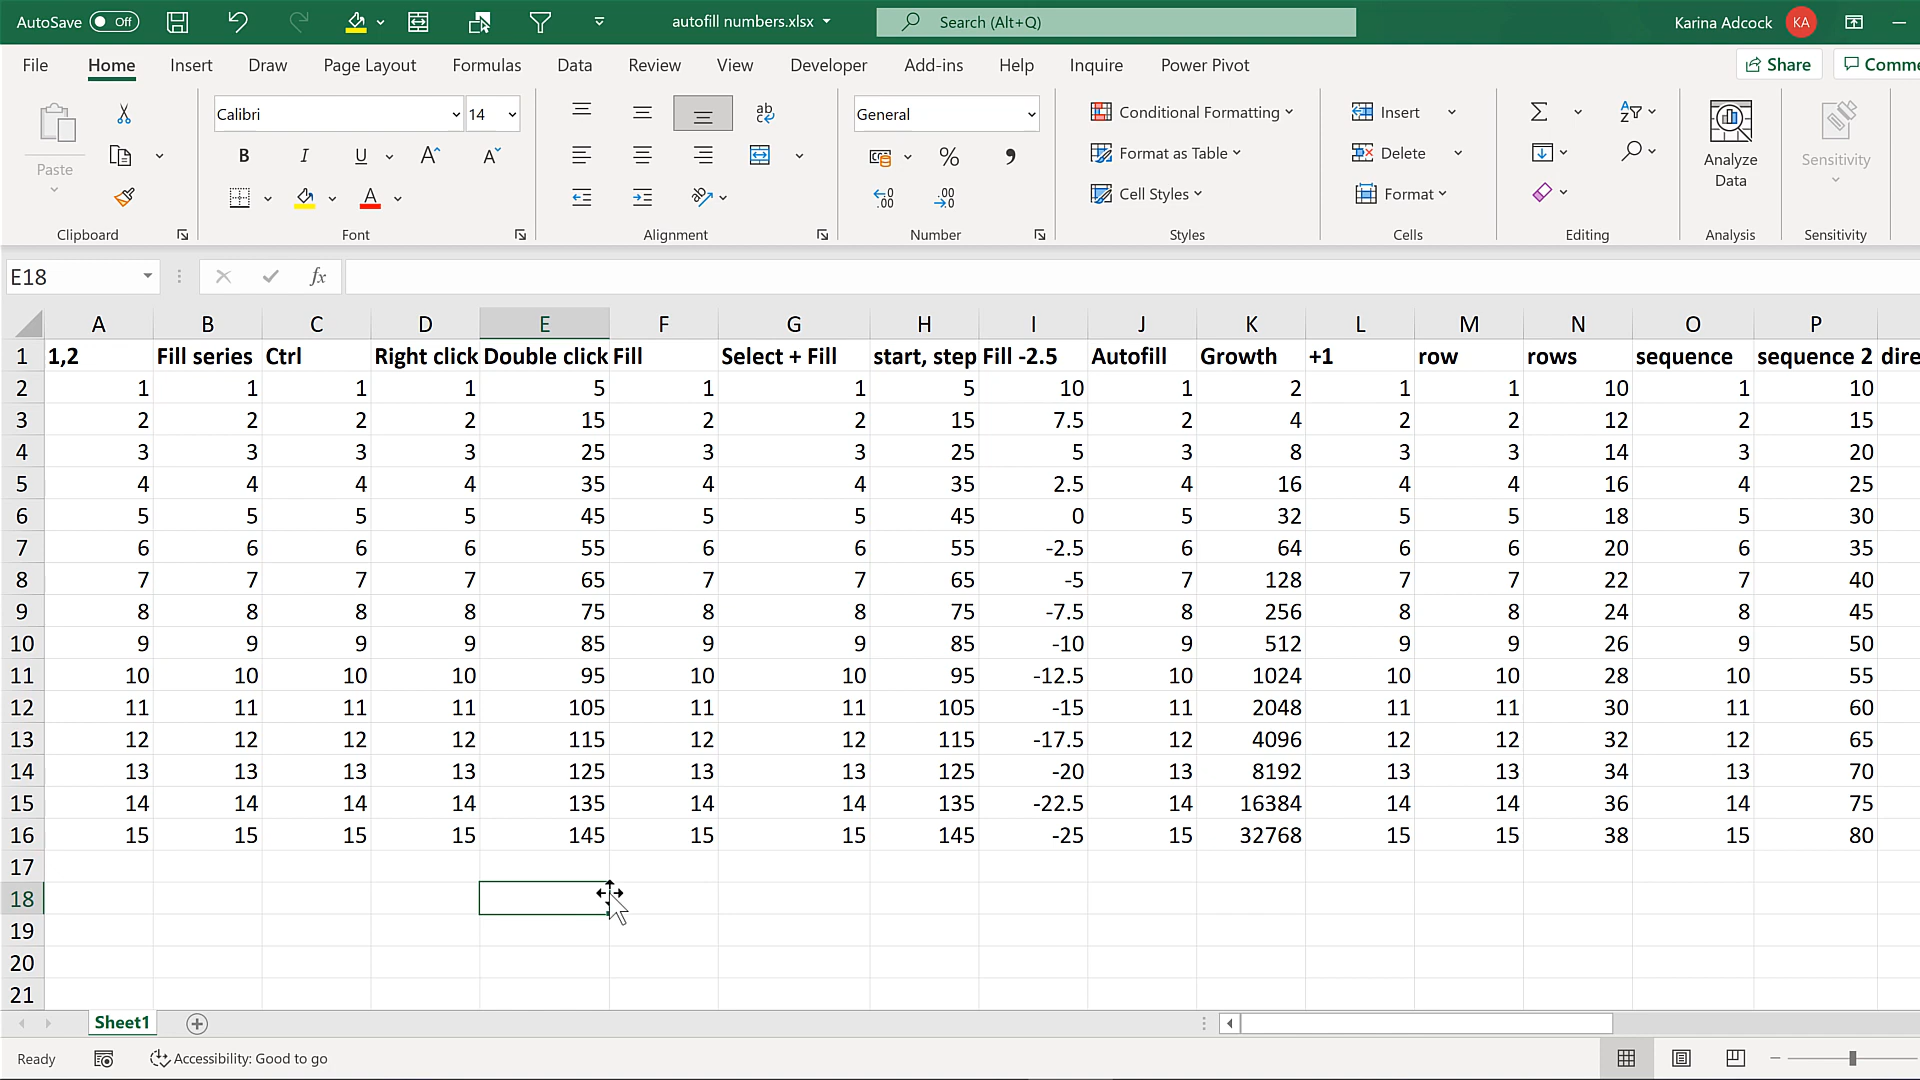 AutoSave Off autofill numbers.xlsx Search (Alt+Q) Karina Adcock KA
File Home Insert Draw Page Layout Formulas Data Review View Developer Add-ins Help Inquire Power Pivot Share Comme
Paste Calibri 14 General Conditional Formatting Insert Analyze Data Sensitivity
B I U Format as Table Delete
Cell Styles Format
Clipboard Font Alignment Number Styles Cells Editing Analysis Sensitivity
E18 fx
A B C D E F G H I J K L M N O P
1 1,2 Fill series Ctrl Right click Double click Fill Select + Fill start, step Fill -2.5 Autofill Growth +1 row rows sequence sequence 2 dire
2 1 1 1 1 5 1 1 5 10 1 2 1 1 10 1 10
3 2 2 2 2 15 2 2 15 7.5 2 4 2 2 12 2 15
4 3 3 3 3 25 3 3 25 5 3 8 3 3 14 3 20
5 4 4 4 4 35 4 4 35 2.5 4 16 4 4 16 4 25
6 5 5 5 5 45 5 5 45 0 5 32 5 5 18 5 30
7 6 6 6 6 55 6 6 55 -2.5 6 64 6 6 20 6 35
8 7 7 7 7 65 7 7 65 -5 7 128 7 7 22 7 40
9 8 8 8 8 75 8 8 75 -7.5 8 256 8 8 24 8 45
10 9 9 9 9 85 9 9 85 -10 9 512 9 9 26 9 50
11 10 10 10 10 95 10 10 95 -12.5 10 1024 10 10 28 10 55
12 11 11 11 11 105 11 11 105 -15 11 2048 11 11 30 11 60
13 12 12 12 12 115 12 12 115 -17.5 12 4096 12 12 32 12 65
14 13 13 13 13 125 13 13 125 -20 13 8192 13 13 34 13 70
15 14 14 14 14 135 14 14 135 -22.5 14 16384 14 14 36 14 75
16 15 15 15 15 145 15 15 145 -25 15 32768 15 15 38 15 80
17
18
19
20
21
Sheet1
Ready Accessibility: Good to go